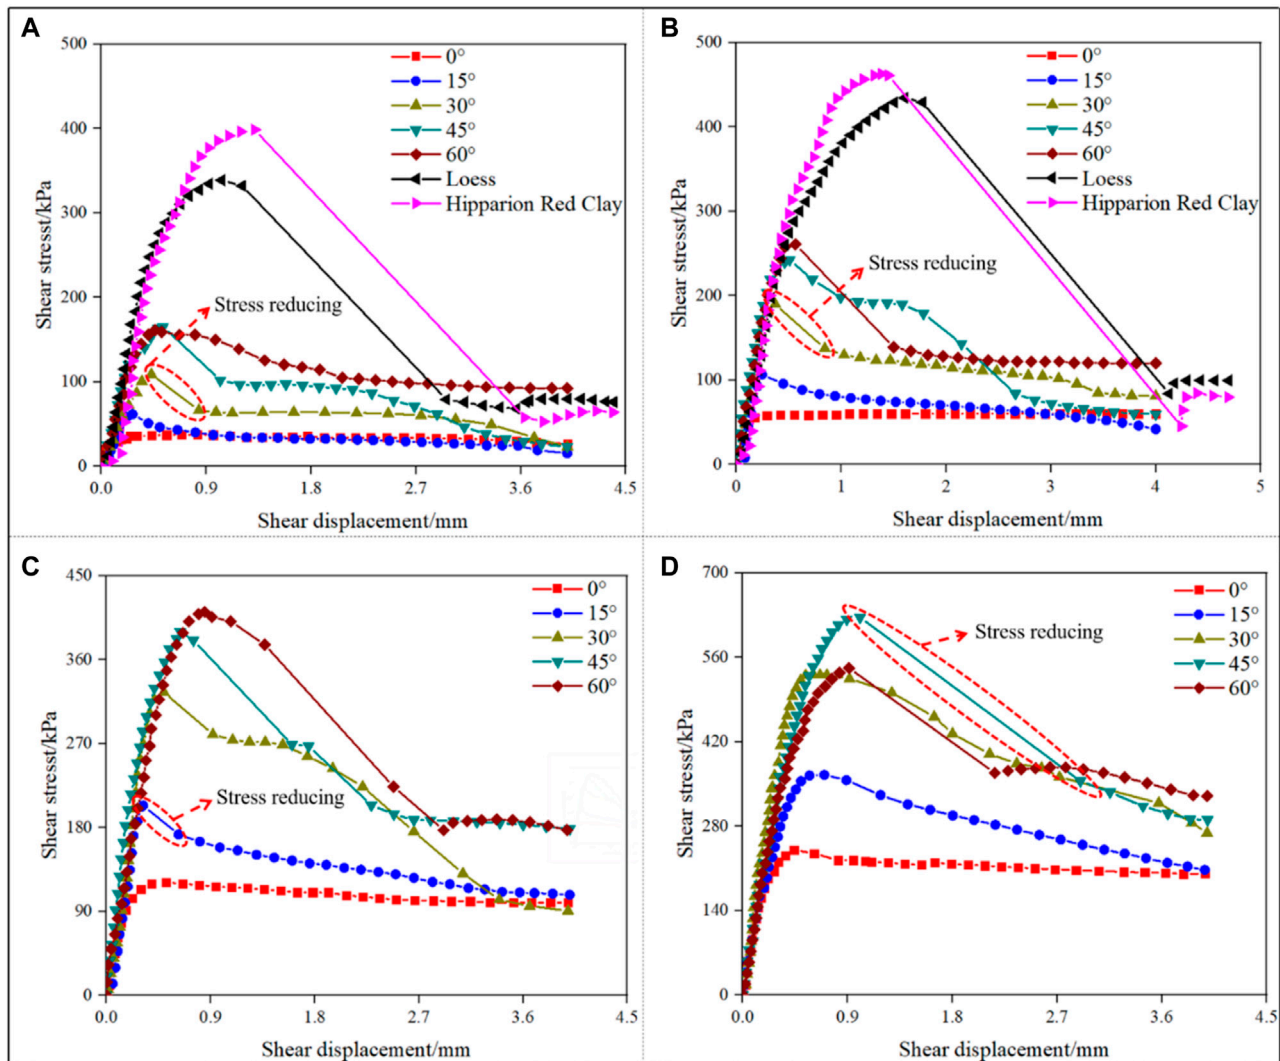 A
500
400
300
200
100
0
Shear stresst/kPa
0°
15°
30°
45°
60°
Loess
Hipparion Red Clay
Stress reducing
0.0 0.9 1.8 2.7 3.6 4.5
Shear displacement/mm
B
500
400
300
200
100
0
Shear stresst/kPa
0°
15°
30°
45°
60°
Loess
Hipparion Red Clay
Stress reducing
0 1 2 3 4 5
Shear displacement/mm
C
450
360
270
180
90
0
Shear stresst/kPa
0°
15°
30°
45°
60°
Stress reducing
0.0 0.9 1.8 2.7 3.6 4.5
Shear displacement/mm
D
700
560
420
280
140
0
Shear stresst/kPa
0°
15°
30°
45°
60°
Stress reducing
0.0 0.9 1.8 2.7 3.6 4.5
Shear displacement/mm